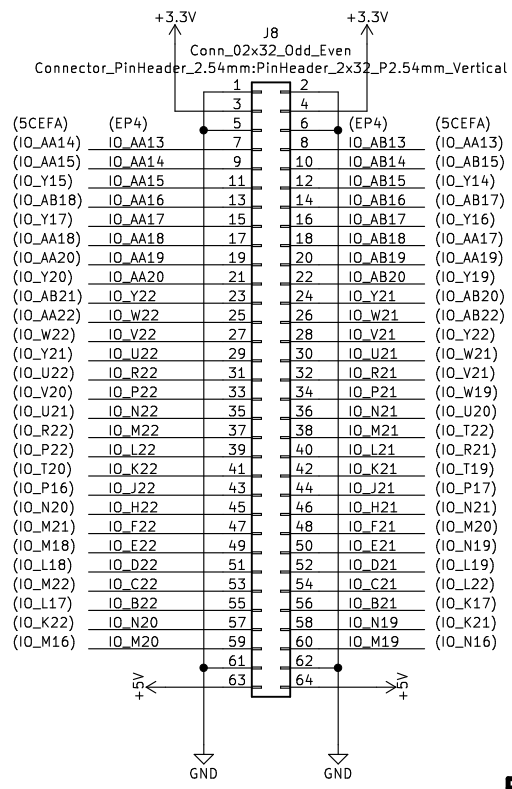 +3.3V +3.3V
J8
Conn_02x32_Odd_Even
Connector_PinHeader_2.54mm:PinHeader_2x32_P2.54mm_Vertical
1 2
3 4
(5CEFA) (EP4) 5 6 (EP4) (5CEFA)
(IO_AA14) IO_AA13 7 8 IO_AB13 (IO_AA13)
(IO_AA15) IO_AA14 9 10 IO_AB14 (IO_AB15)
(IO_Y15) IO_AA15 11 12 IO_AB15 (IO_Y14)
(IO_AB18) IO_AA16 13 14 IO_AB16 (IO_AB17)
(IO_Y17) IO_AA17 15 16 IO_AB17 (IO_Y16)
(IO_AA18) IO_AA18 17 18 IO_AB18 (IO_AA17)
(IO_AA20) IO_AA19 19 20 IO_AB19 (IO_AA19)
(IO_Y20) IO_AA20 21 22 IO_AB20 (IO_Y19)
(IO_AB21) IO_Y22 23 24 IO_Y21 (IO_AB20)
(IO_AA22) IO_W22 25 26 IO_W21 (IO_AB22)
(IO_W22) IO_V22 27 28 IO_V21 (IO_Y22)
(IO_Y21) IO_U22 29 30 IO_U21 (IO_W21)
(IO_U22) IO_R22 31 32 IO_R21 (IO_V21)
(IO_V20) IO_P22 33 34 IO_P21 (IO_W19)
(IO_U21) IO_N22 35 36 IO_N21 (IO_U20)
(IO_R22) IO_M22 37 38 IO_M21 (IO_T22)
(IO_P22) IO_L22 39 40 IO_L21 (IO_R21)
(IO_T20) IO_K22 41 42 IO_K21 (IO_T19)
(IO_P16) IO_J22 43 44 IO_J21 (IO_P17)
(IO_N20) IO_H22 45 46 IO_H21 (IO_N21)
(IO_M21) IO_F22 47 48 IO_F21 (IO_M20)
(IO_M18) IO_E22 49 50 IO_E21 (IO_N19)
(IO_L18) IO_D22 51 52 IO_D21 (IO_L19)
(IO_M22) IO_C22 53 54 IO_C21 (IO_L22)
(IO_L17) IO_B22 55 56 IO_B21 (IO_K17)
(IO_K22) IO_N20 57 58 IO_N19 (IO_K21)
(IO_M16) IO_M20 59 60 IO_M19 (IO_N16)
61 62
+5V 63 64 +5V
GND GND